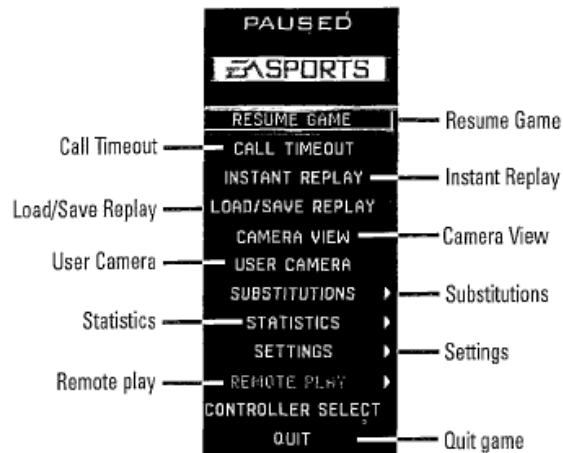 PAUSED
EA SPORTS
RESUME GAME Resume Game
Call Timeout CALL TIMEOUT
INSTANT REPLAY Instant Replay
Load/Save Replay LOAD/SAVE REPLAY
CAMERA VIEW Camera View
User Camera USER CAMERA
SUBSTITUTIONS Substitutions
Statistics STATISTICS
SETTINGS Settings
Remote play REMOTE PLAY
CONTROLLER SELECT
QUIT Quit game